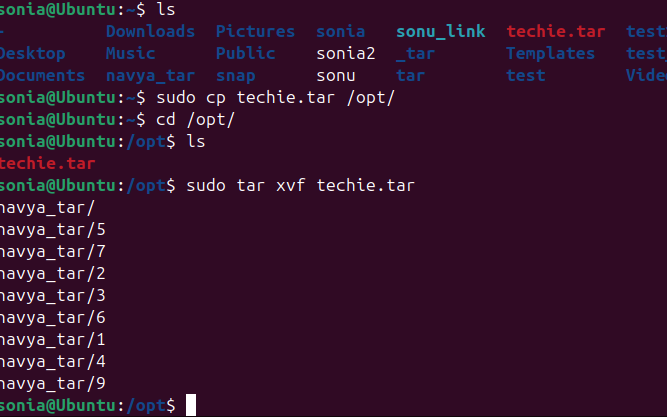 sonia@Ubuntu:~$ ls
-          Downloads  Pictures  sonia   sonu_link  techie.tar  test
Desktop    Music      Public    sonia2  _tar       Templates   test_
Documents  navya_tar  snap      sonu    tar        test        Vide
sonia@Ubuntu:~$ sudo cp techie.tar /opt/
sonia@Ubuntu:~$ cd /opt/
sonia@Ubuntu:/opt$ ls
techie.tar
sonia@Ubuntu:/opt$ sudo tar xvf techie.tar
navya_tar/
navya_tar/5
navya_tar/7
navya_tar/2
navya_tar/3
navya_tar/6
navya_tar/1
navya_tar/4
navya_tar/9
sonia@Ubuntu:/opt$